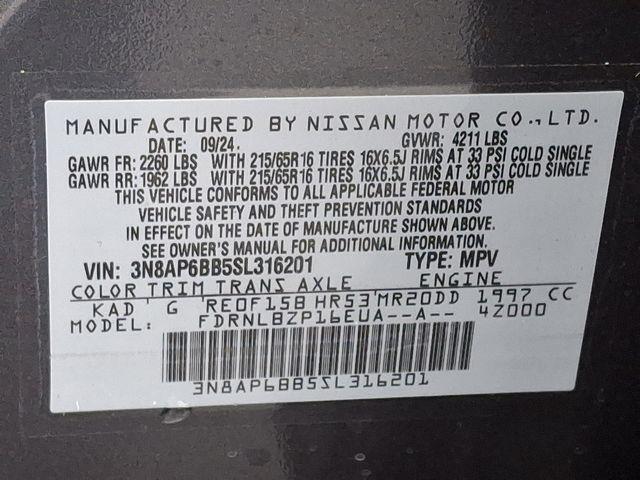 MANUFACTURED BY NISSAN MOTOR CO.,LTD.
DATE: 09/24. GVWR: 4211 LBS
GAWR FR: 2260 LBS WITH 215/65R16 TIRES 16X6.5J RIMS AT 33 PSI COLD SINGLE
GAWR RR: 1962 LBS WITH 215/65R16 TIRES 16X6.5J RIMS AT 33 PSI COLD SINGLE
THIS VEHICLE CONFORMS TO ALL APPLICABLE FEDERAL MOTOR
VEHICLE SAFETY AND THEFT PREVENTION STANDARDS
IN EFFECT ON THE DATE OF MANUFACTURE SHOWN ABOVE.
SEE OWNER'S MANUAL FOR ADDITIONAL INFORMATION
VIN: 3N8AP6BB5SL316201 TYPE: MPV
COLOR TRIM TRANS AXLE ENGINE
KAD G RE0F15B HR53 MR20DD 1997 CC
MODEL: FDRNLBZP16EUA--A-- 4Z000
3N8AP6BB5SL316201